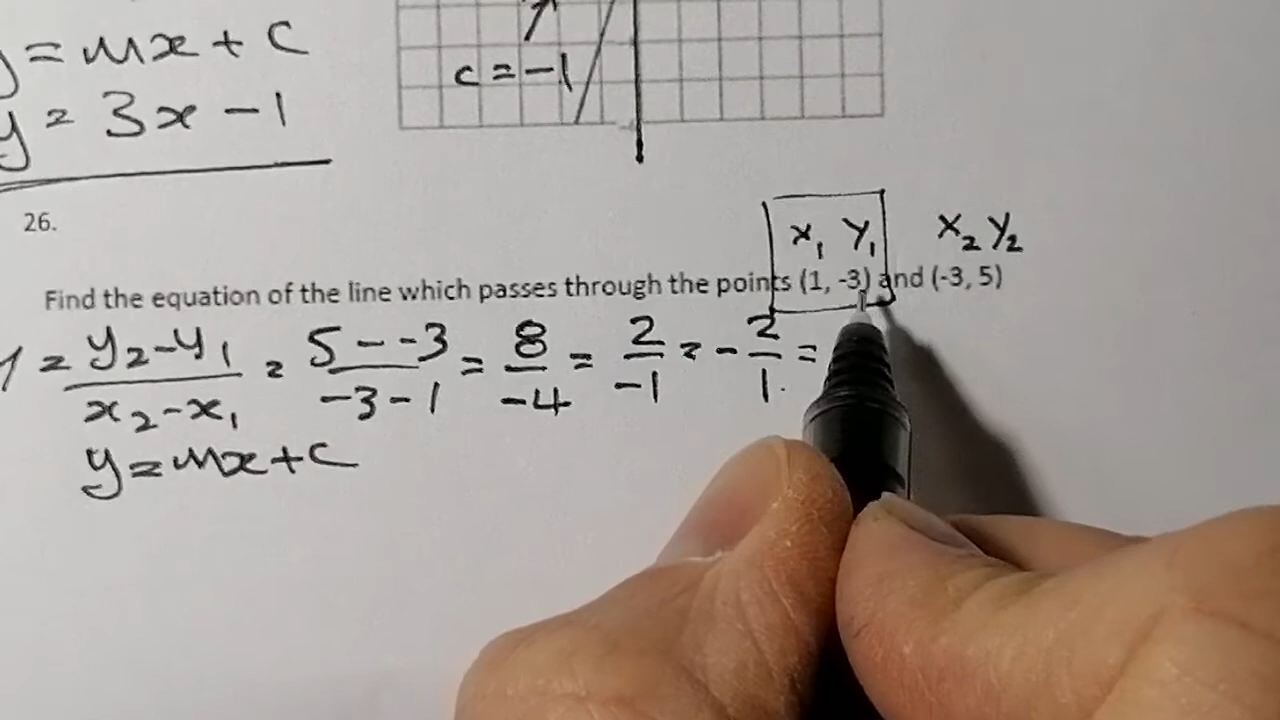 y = mx + c
y = 3x - 1
c = -1
26.
x₁ y₁ x₂ y₂
Find the equation of the line which passes through the points (1, -3) and (-3, 5)
= y₂-y₁ / x₂-x₁ = 5--3 / -3-1 = 8 / -4 = 2 / -1 = - 2 / 1 =
y = mx + c